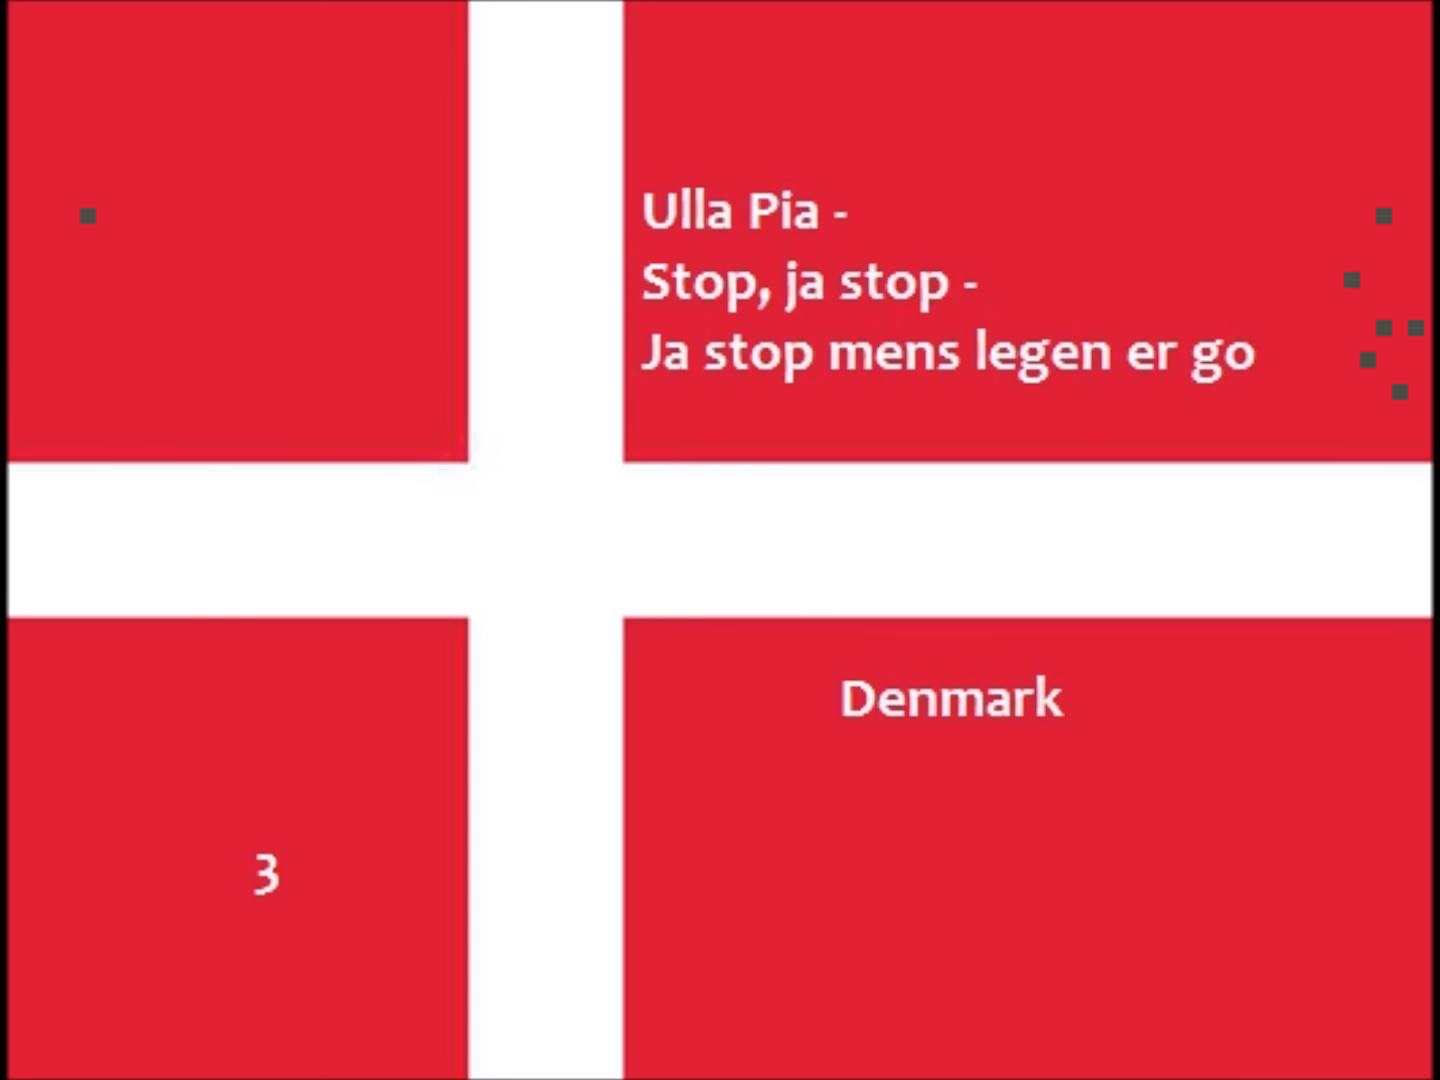 Ulla Pia -
Stop, ja stop -
Ja stop mens legen er go
Denmark
3